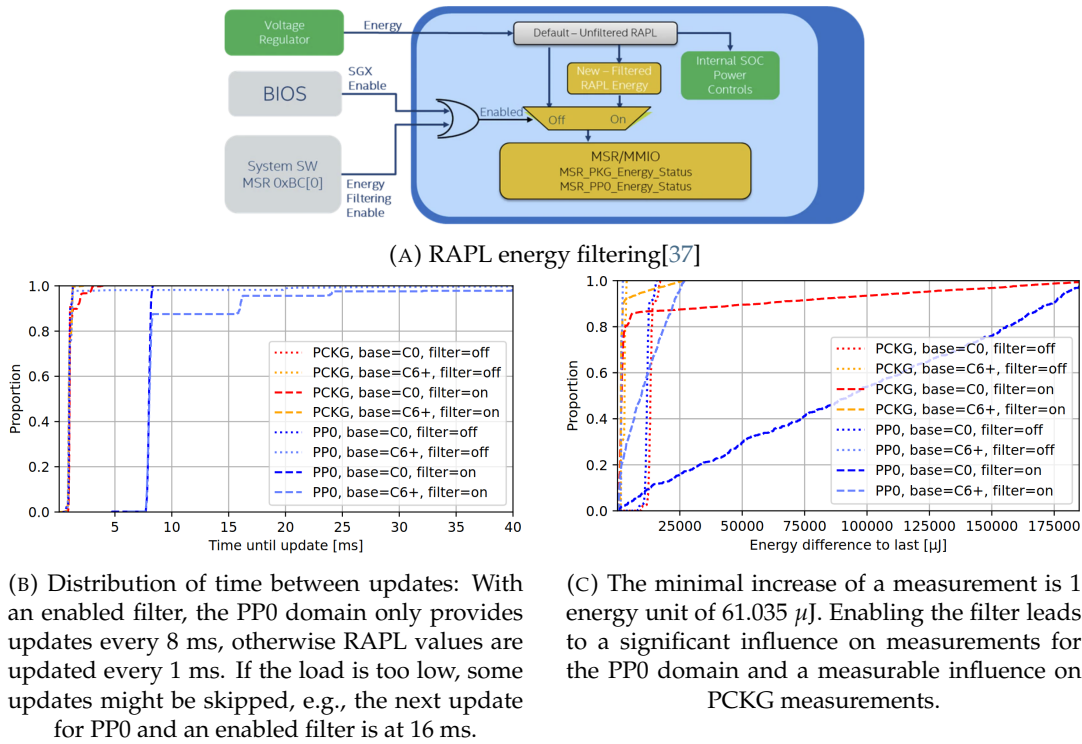 Voltage
Regulator
Energy
Default – Unfiltered RAPL
New – Filtered
RAPL Energy
Internal SOC
Power
Controls
BIOS
SGX
Enable
Enabled
Off
On
System SW
MSR 0xBC[0]
Energy
Filtering
Enable
MSR/MMIO
MSR_PKG_Energy_Status
MSR_PP0_Energy_Status
(A) RAPL energy filtering[37]
Proportion
1.0
0.8
0.6
0.4
0.2
0.0
PCKG, base=C0, filter=off
PCKG, base=C6+, filter=off
PCKG, base=C0, filter=on
PCKG, base=C6+, filter=on
PP0, base=C0, filter=off
PP0, base=C6+, filter=off
PP0, base=C0, filter=on
PP0, base=C6+, filter=on
5 10 15 20 25 30 35 40
Time until update [ms]
Proportion
1.0
0.8
0.6
0.4
0.2
0.0
PCKG, base=C0, filter=off
PCKG, base=C6+, filter=off
PCKG, base=C0, filter=on
PCKG, base=C6+, filter=on
PP0, base=C0, filter=off
PP0, base=C6+, filter=off
PP0, base=C0, filter=on
PP0, base=C6+, filter=on
25000 50000 75000 100000 125000 150000 175000
Energy difference to last [µJ]
(B) Distribution of time between updates: With
an enabled filter, the PP0 domain only provides
updates every 8 ms, otherwise RAPL values are
updated every 1 ms. If the load is too low, some
updates might be skipped, e.g., the next update
for PP0 and an enabled filter is at 16 ms.
(C) The minimal increase of a measurement is 1
energy unit of 61.035 µJ. Enabling the filter leads
to a significant influence on measurements for
the PP0 domain and a measurable influence on
PCKG measurements.